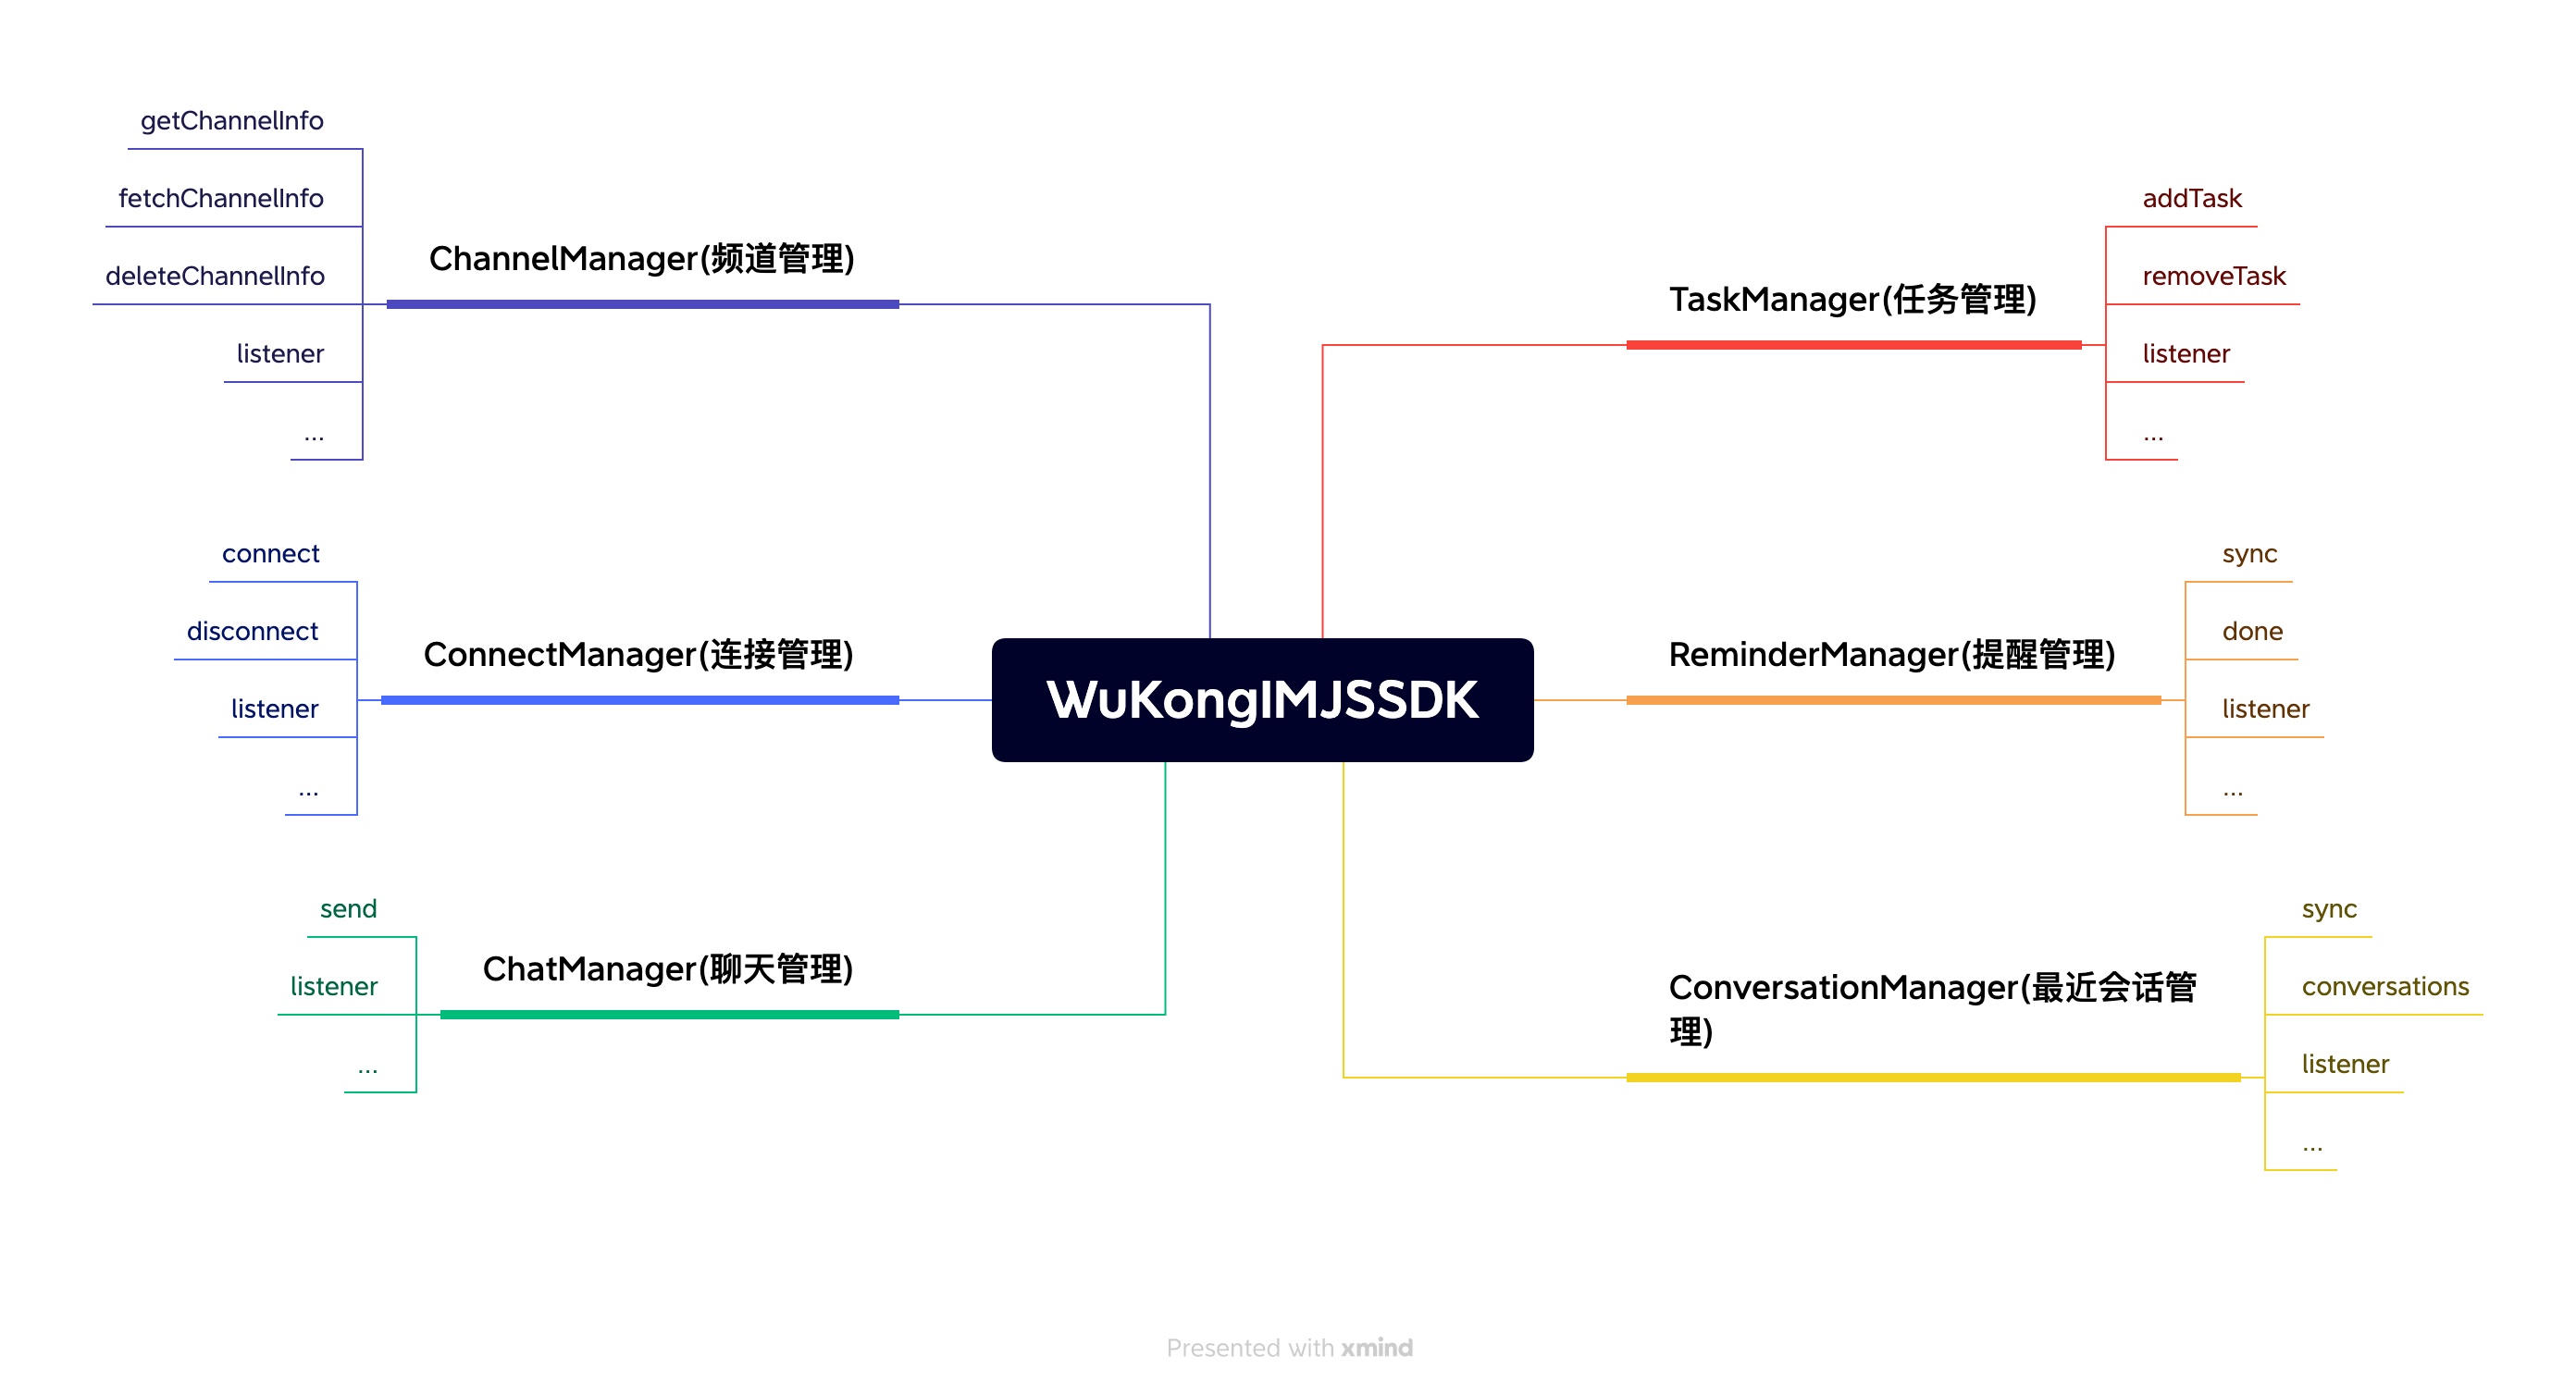 getChannelInfo
fetchChannelInfo
deleteChannelInfo
listener
...
ChannelManager(频道管理)
connect
disconnect
listener
...
ConnectManager(连接管理)
send
listener
...
ChatManager(聊天管理)
WuKongIMJSSDK
TaskManager(任务管理)
addTask
removeTask
listener
...
ReminderManager(提醒管理)
sync
done
listener
...
ConversationManager(最近会话管
理)
sync
conversations
listener
...
Presented with xmind